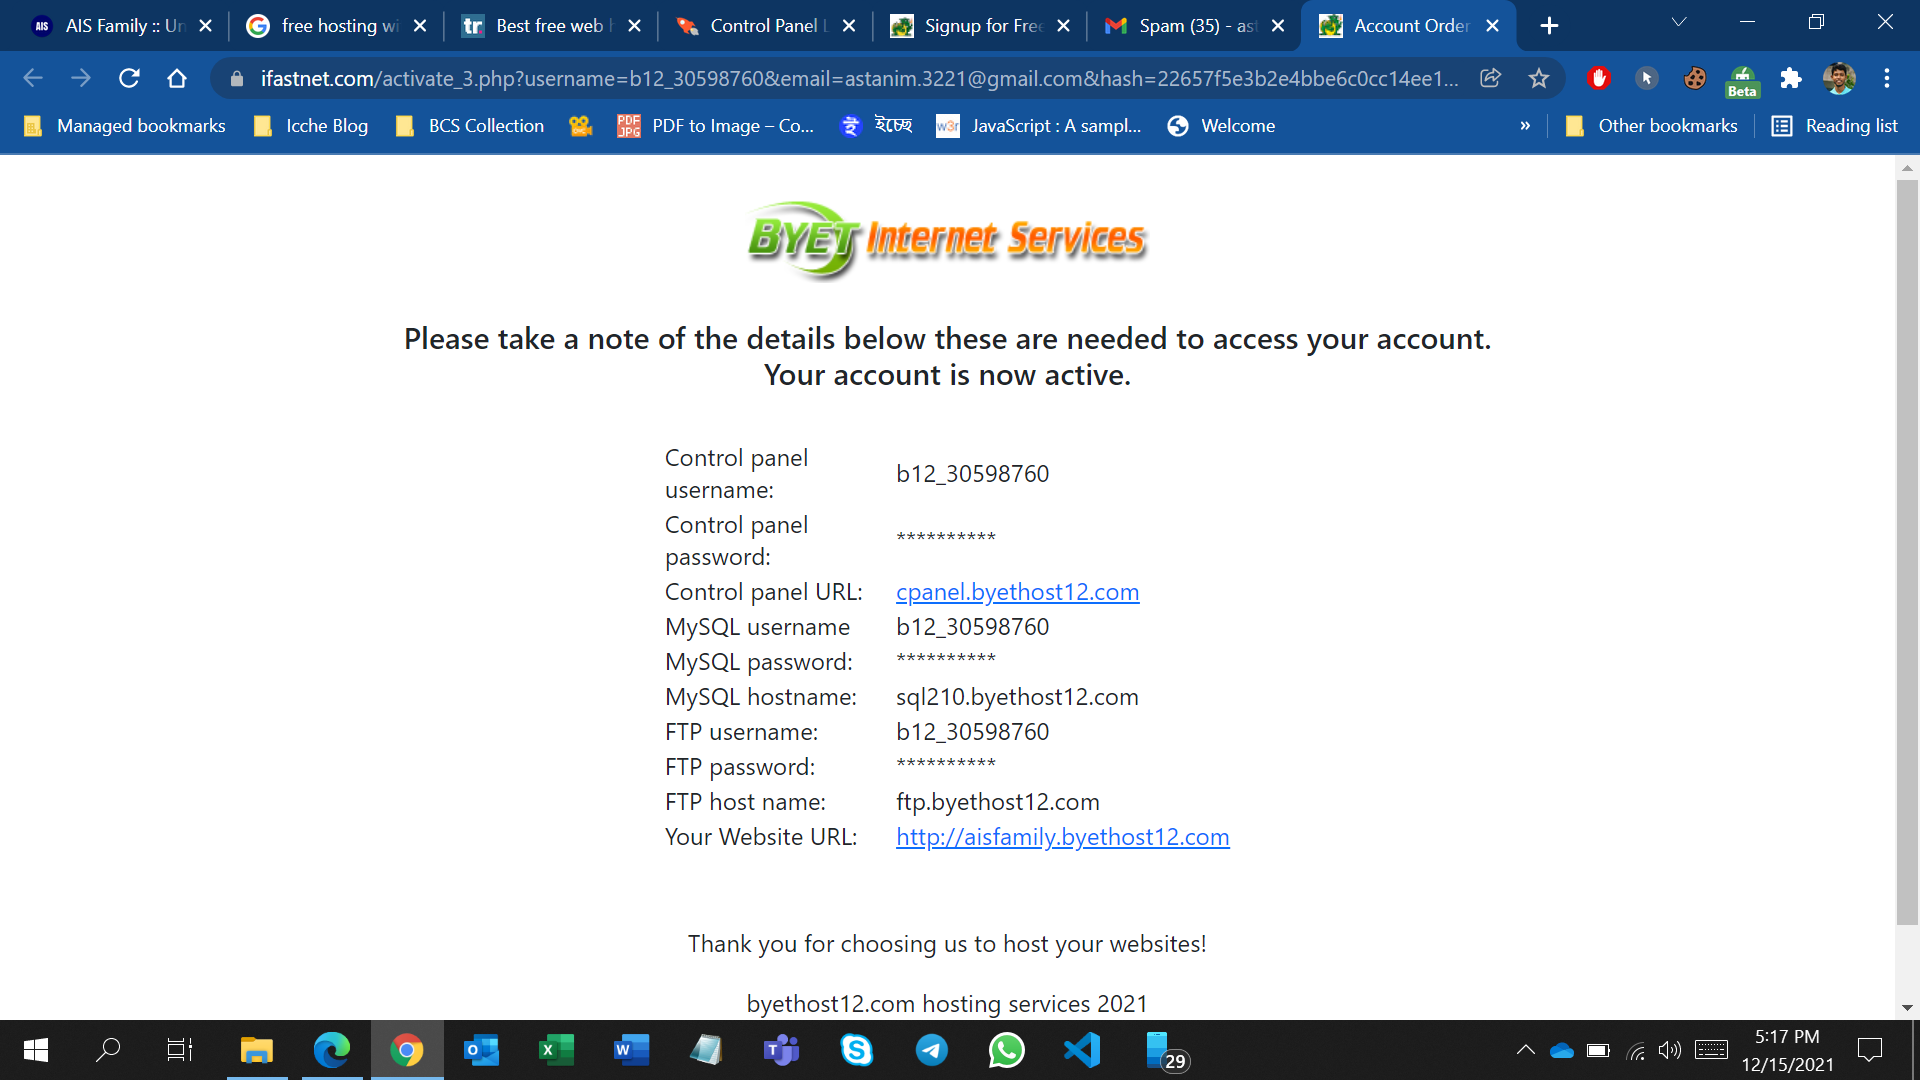 AIS Family :: Un
free hosting wi
Best free web h
Control Panel L
Signup for Free
Spam (35) - ast
Account Order
ifastnet.com/activate_3.php?username=b12_30598760&email=astanim.3221@gmail.com&hash=22657f5e3b2e4bbe6c0cc14ee1...
Beta
Managed bookmarks
Icche Blog
BCS Collection
PDF to Image – Co...
ইচ্ছে
JavaScript : A sampl...
Welcome
»
Other bookmarks
Reading list
BYET Internet Services
Please take a note of the details below these are needed to access your account.
Your account is now active.
Control panel username: b12_30598760
Control panel password: **********
Control panel URL: cpanel.byethost12.com
MySQL username b12_30598760
MySQL password: **********
MySQL hostname: sql210.byethost12.com
FTP username: b12_30598760
FTP password: **********
FTP host name: ftp.byethost12.com
Your Website URL: http://aisfamily.byethost12.com
Thank you for choosing us to host your websites!
byethost12.com hosting services 2021
29
5:17 PM
12/15/2021